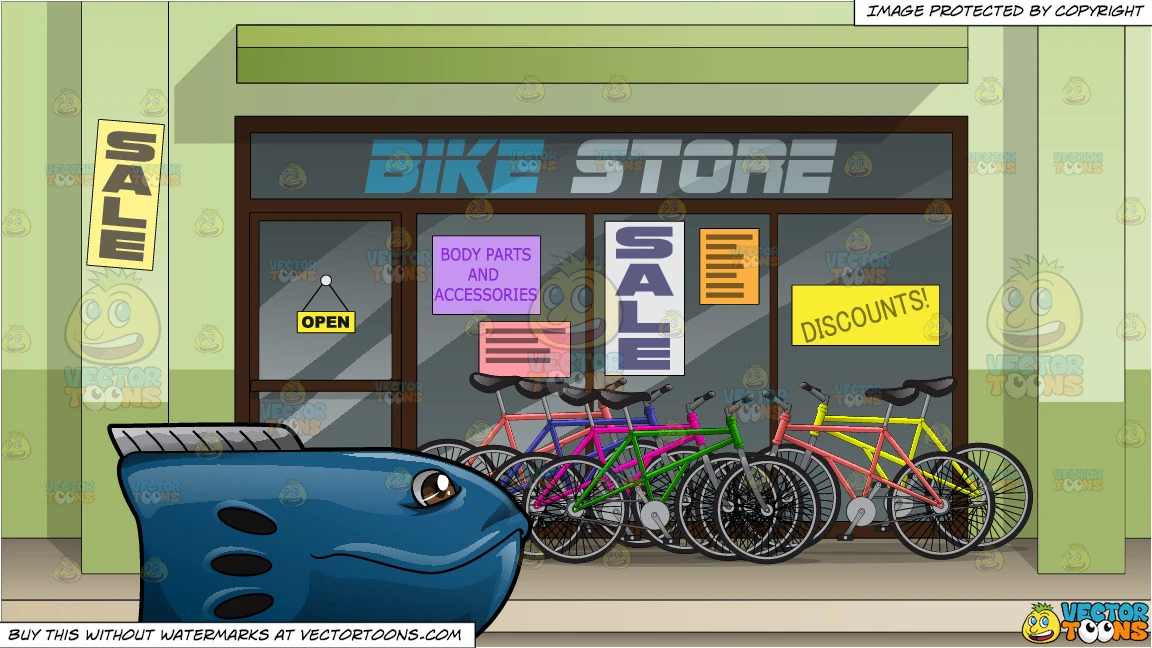 IMAGE PROTECTED BY COPYRIGHT
BIKE STORE
SALE
BODY PARTS
AND
ACCESSORIES
SALE
DISCOUNTS!
OPEN
VECTOR
TOONS
BUY THIS WITHOUT WATERMARKS AT VECTORTOONS.COM